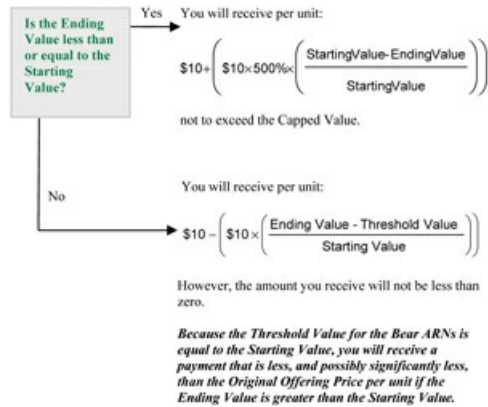 Is the Ending
Value less than
or equal to the
Starting
Value?
Yes
You will receive per unit:
$10+($10×500%×(StartingValue-EndingValue
StartingValue))
not to exceed the Capped Value.
No
You will receive per unit:
$10-($10×(Ending Value - Threshold Value
Starting Value))
However, the amount you receive will not be less than
zero.
Because the Threshold Value for the Bear ARNs is
equal to the Starting Value, you will receive a
payment that is less, and possibly significantly less,
than the Original Offering Price per unit if the
Ending Value is greater than the Starting Value.